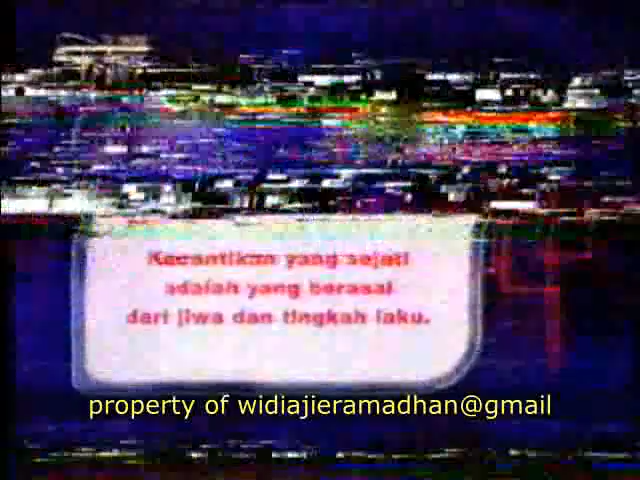 Kecantikan yang sejati
adalah yang berasal
dari jiwa dan tingkah laku.
property of widiajieramadhan@gmail